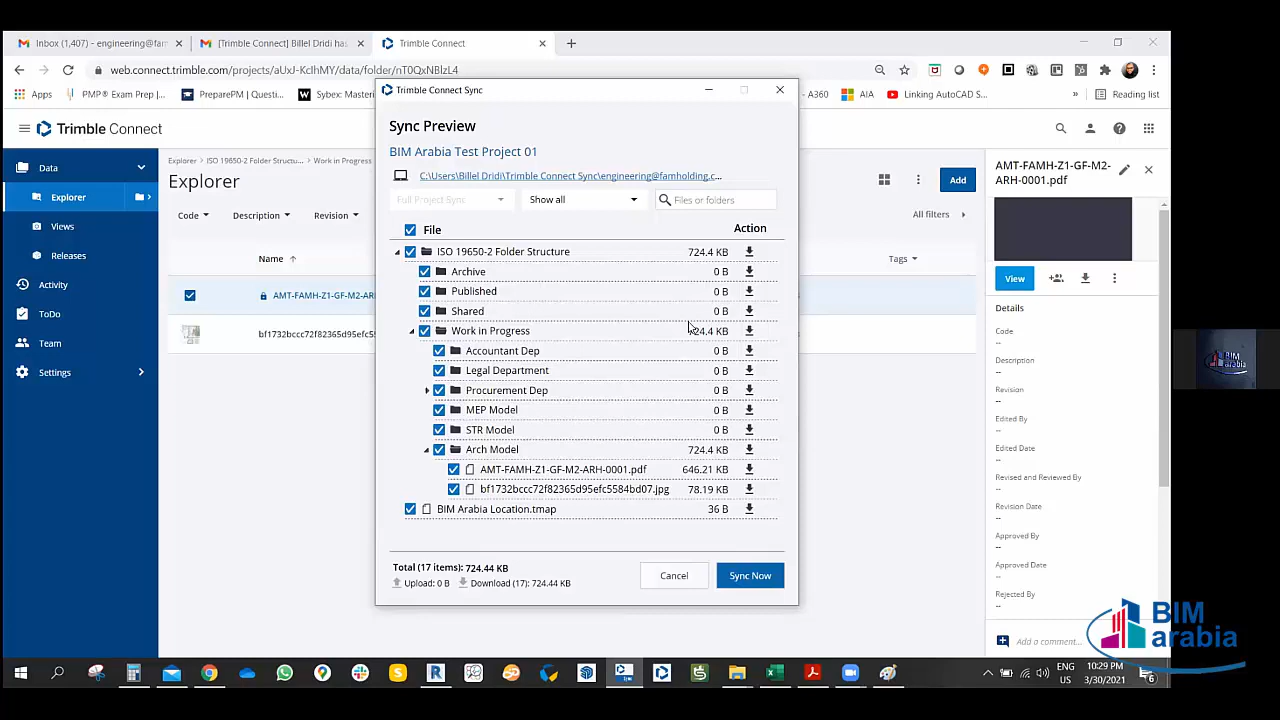 Inbox (1,407) - engineering@fam
[Trimble Connect] Billel Dridi ha
Trimble Connect
web.connect.trimble.com/projects/aUxJ-KcIhMY/data/folder/nT0QxNBlzL4
Apps
PMP® Exam Prep |...
PreparePM | Questi...
Sybex: Masteri
- A360
AIA
Linking AutoCAD S...
»
Reading list
Trimble Connect
Data
Explorer
Views
Releases
Activity
ToDo
Team
Settings
Explorer > ISO 19650-2 Folder Structu... > Work in Progress
Explorer
Add
Code
Description
Revision
All filters
Name
Tags
AMT-FAMH-Z1-GF-M2-ARH
bf1732bccc72f82365d95efc5
Trimble Connect Sync
Sync Preview
BIM Arabia Test Project 01
C:\Users\Billel Dridi\Trimble Connect Sync\engineering@famholding.c...
Full Project Sync
Show all
Files or folders
File
Action
ISO 19650-2 Folder Structure 724.4 KB
Archive 0 B
Published 0 B
Shared 0 B
Work in Progress 724.4 KB
Accountant Dep 0 B
Legal Department 0 B
Procurement Dep 0 B
MEP Model 0 B
STR Model 0 B
Arch Model 724.4 KB
AMT-FAMH-Z1-GF-M2-ARH-0001.pdf 646.21 KB
bf1732bccc72f82365d95efc5584bd07.jpg 78.19 KB
BIM Arabia Location.tmap 36 B
Total (17 items): 724.44 KB
Upload: 0 B Download (17): 724.44 KB
Cancel
Sync Now
AMT-FAMH-Z1-GF-M2-
ARH-0001.pdf
View
Details
Code
--
Description
--
Revision
--
Edited By
--
Edited Date
--
Revised and Reviewed By
--
Revision Date
--
Approved By
--
Approved Date
--
Rejected By
--
Add a comment...
BIM
arabia
BIM
arabia
ENG
US
10:29 PM
3/30/2021
6